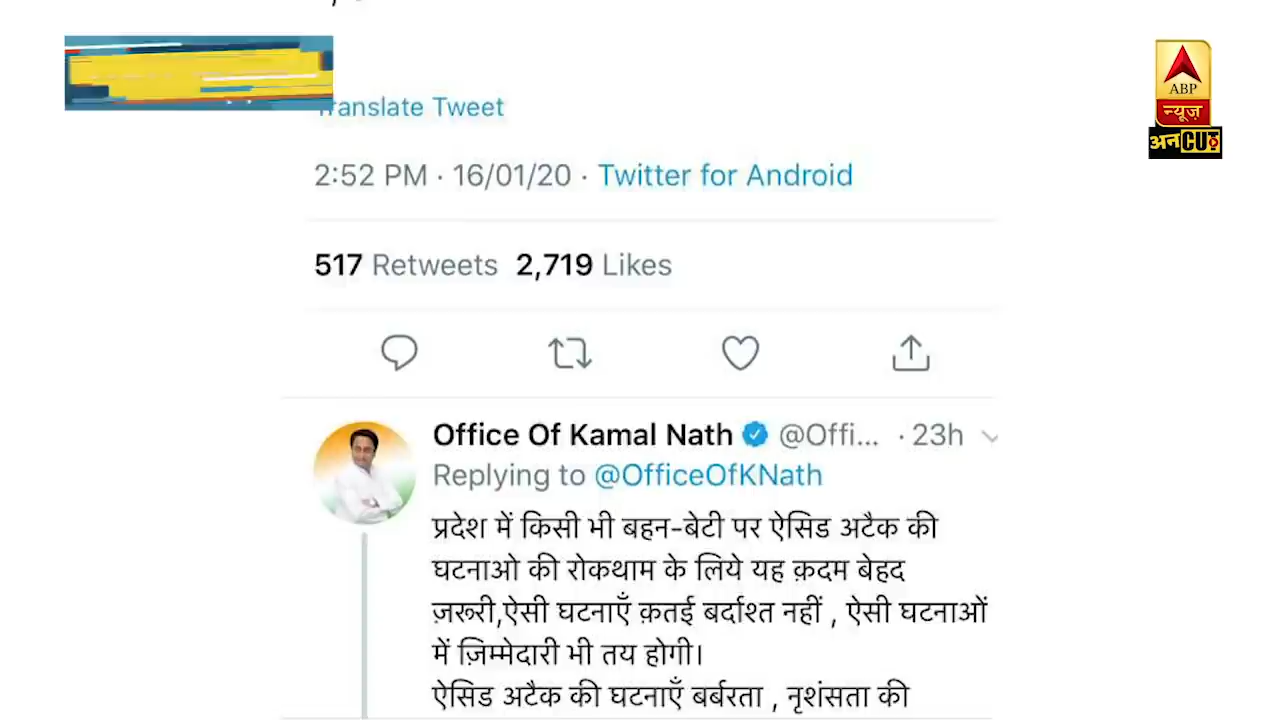 ABP
न्यूज़
अनCUट
Translate Tweet
2:52 PM · 16/01/20 · Twitter for Android
517 Retweets 2,719 Likes
Office Of Kamal Nath @Offi... · 23h
Replying to @OfficeOfKNath
प्रदेश में किसी भी बहन-बेटी पर ऐसिड अटैक की
घटनाओ की रोकथाम के लिये यह क़दम बेहद
ज़रूरी,ऐसी घटनाएँ क़तई बर्दाश्त नहीं , ऐसी घटनाओं
में ज़िम्मेदारी भी तय होगी।
ऐसिड अटैक की घटनाएँ बर्बरता , नृशंसता की